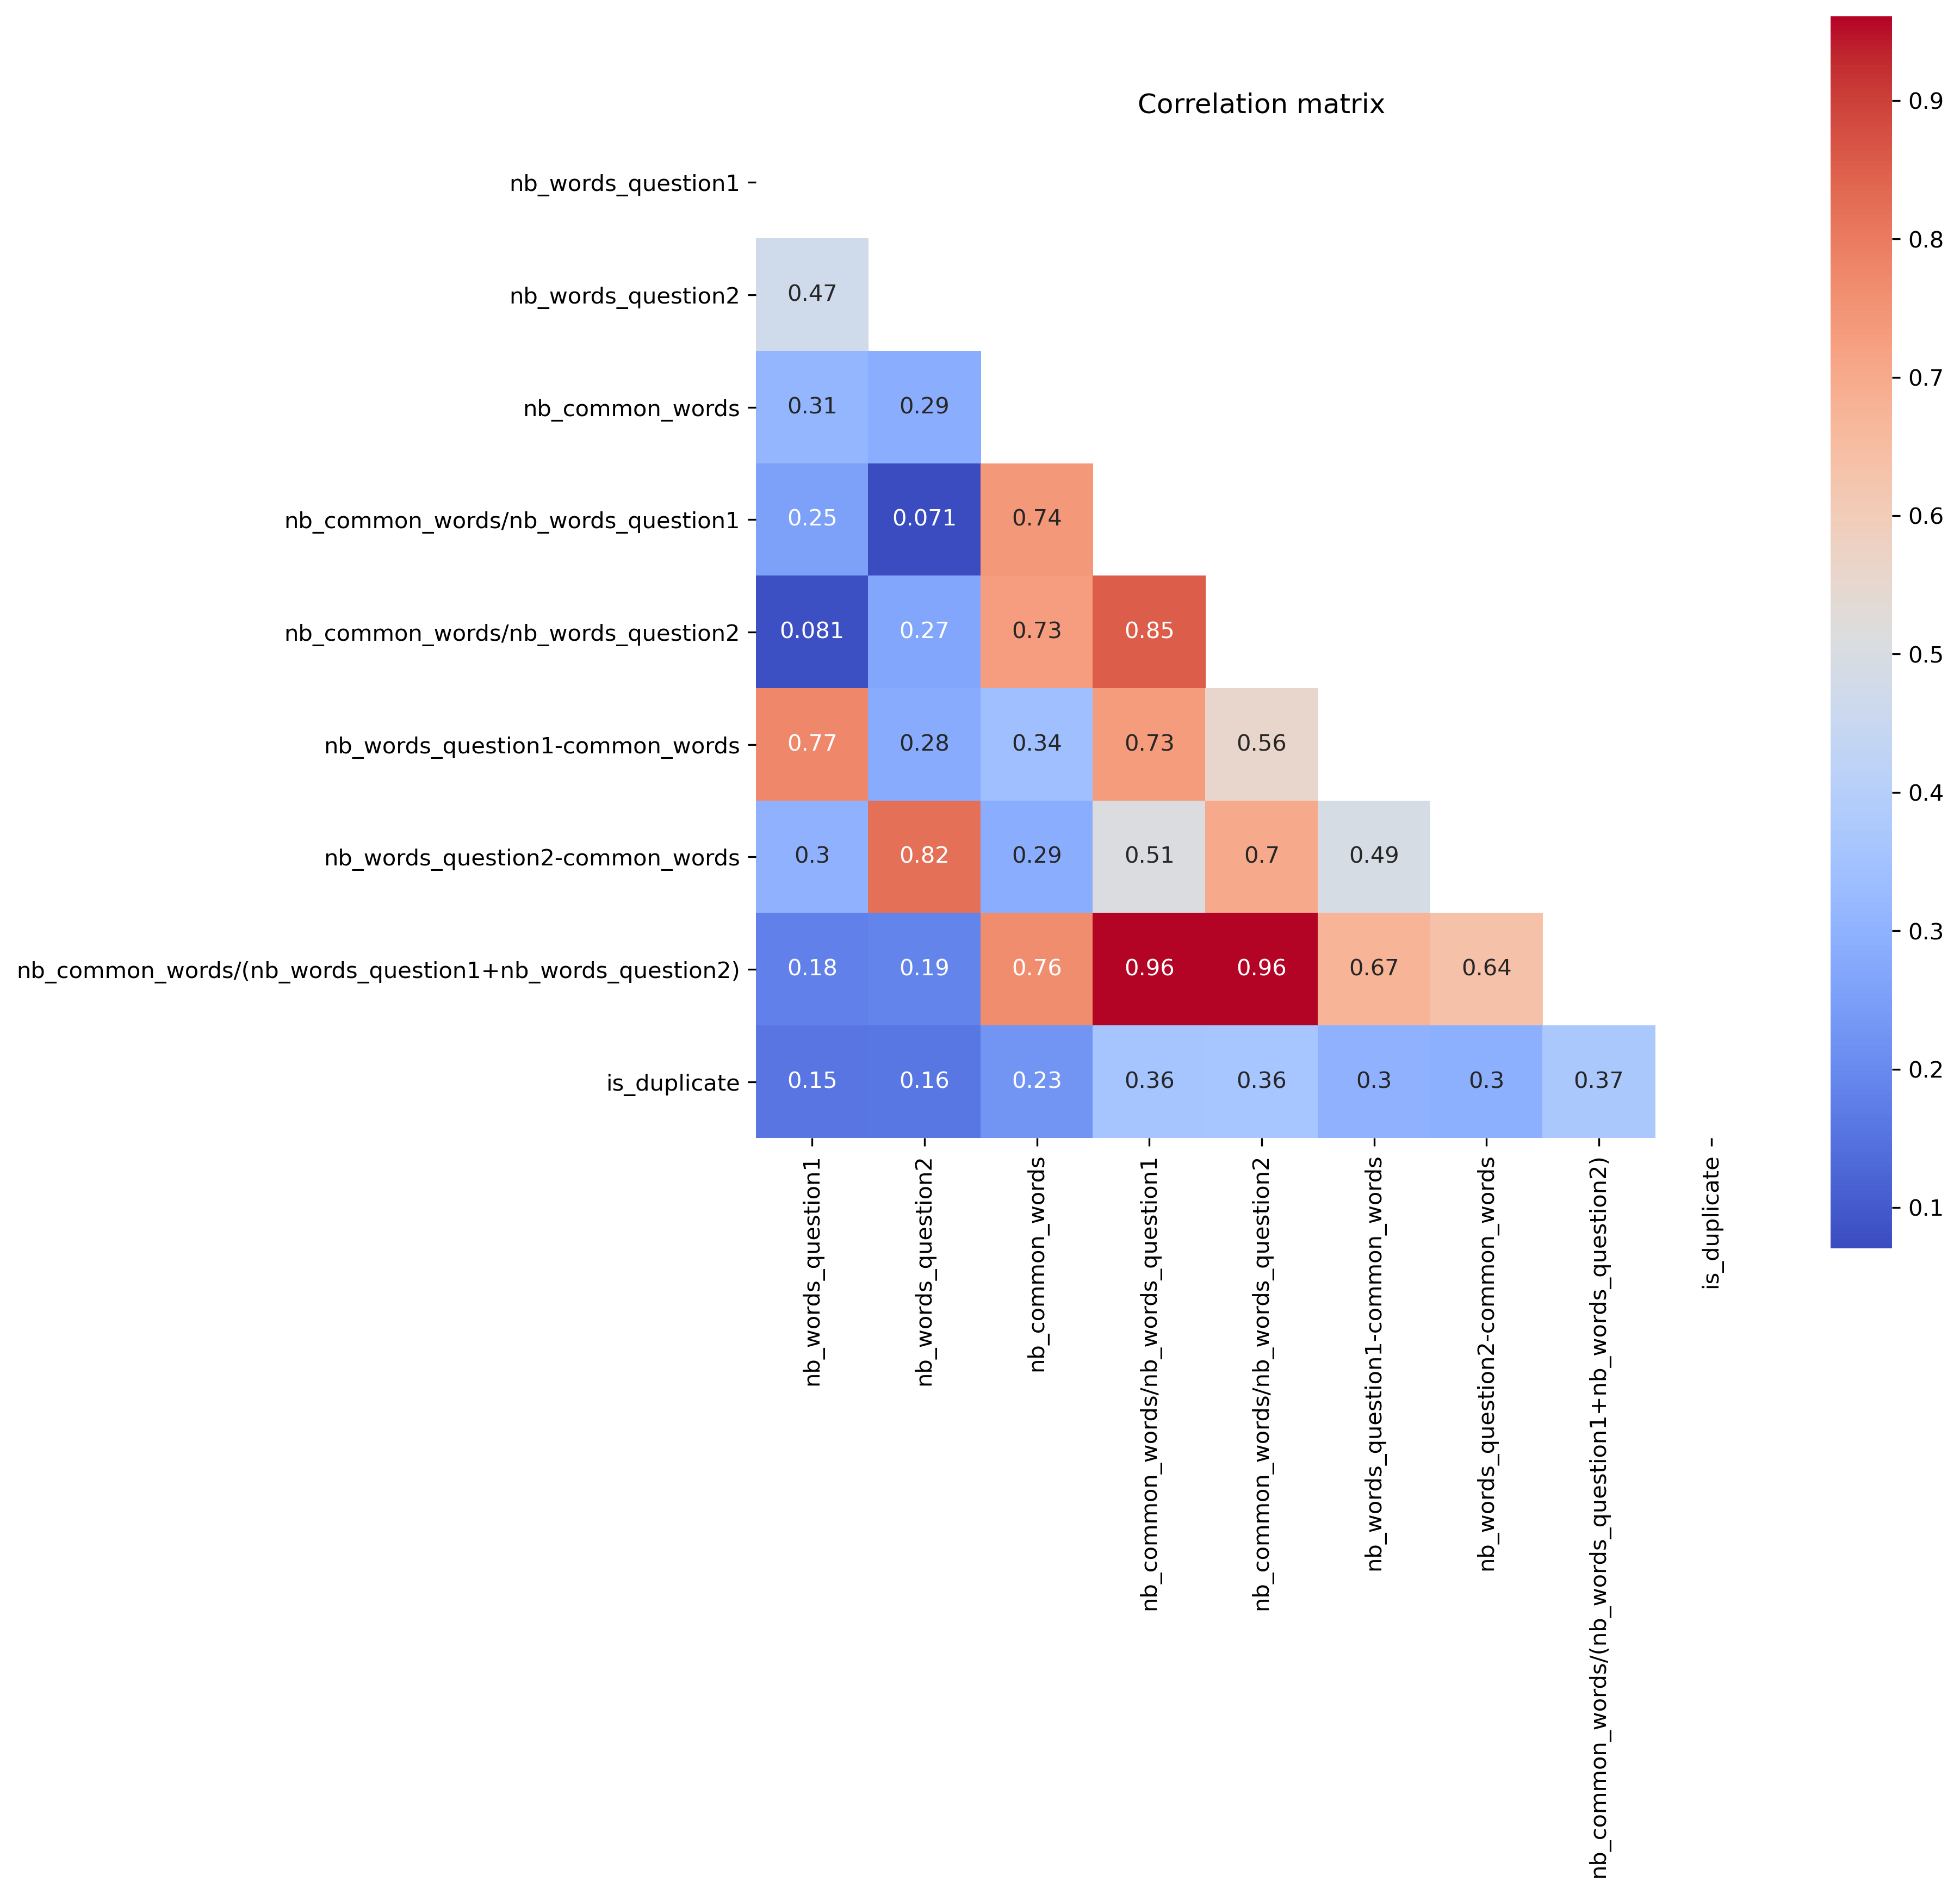 Correlation matrix
nb_words_question1
nb_words_question2
0.47
nb_common_words
0.31 0.29
nb_common_words/nb_words_question1
0.25 0.071 0.74
nb_common_words/nb_words_question2
0.081 0.27 0.73 0.85
nb_words_question1-common_words
0.77 0.28 0.34 0.73 0.56
nb_words_question2-common_words
0.3 0.82 0.29 0.51 0.7 0.49
nb_common_words/(nb_words_question1+nb_words_question2)
0.18 0.19 0.76 0.96 0.96 0.67 0.64
is_duplicate
0.15 0.16 0.23 0.36 0.36 0.3 0.3 0.37
nb_words_question1
nb_words_question2
nb_common_words
nb_common_words/nb_words_question1
nb_common_words/nb_words_question2
nb_words_question1-common_words
nb_words_question2-common_words
nb_common_words/(nb_words_question1+nb_words_question2)
is_duplicate
0.9
0.8
0.7
0.6
0.5
0.4
0.3
0.2
0.1